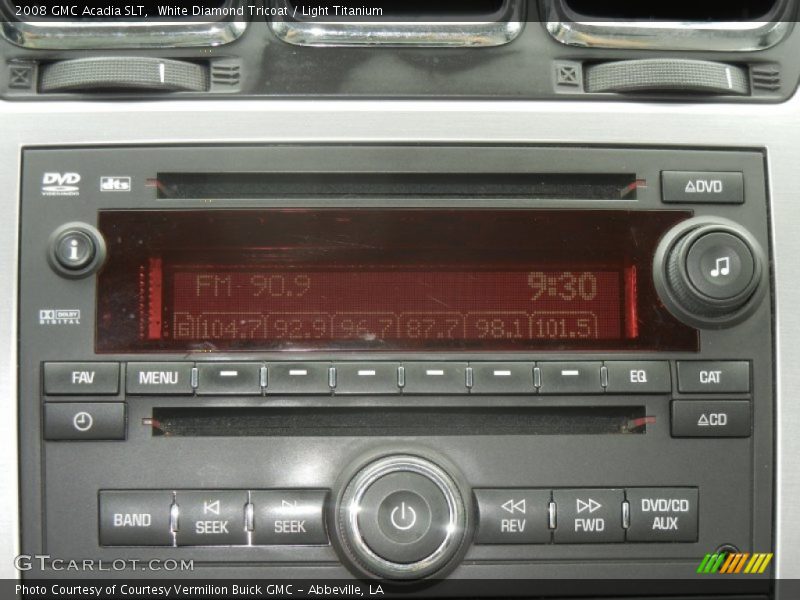 2008 GMC Acadia SLT,  White Diamond Tricoat / Light Titanium
DVD
VIDEO/AUDIO
dts
DVD
i
FM 90.9
9:30
DOLBY
DIGITAL
6 104.7 92.9 96.7 87.7 98.1 101.5
FAV
MENU
EQ
CAT
CD
BAND
SEEK
SEEK
REV
FWD
DVD/CD
AUX
GTCARLOT.COM
Photo Courtesy of Courtesy Vermilion Buick GMC - Abbeville, LA